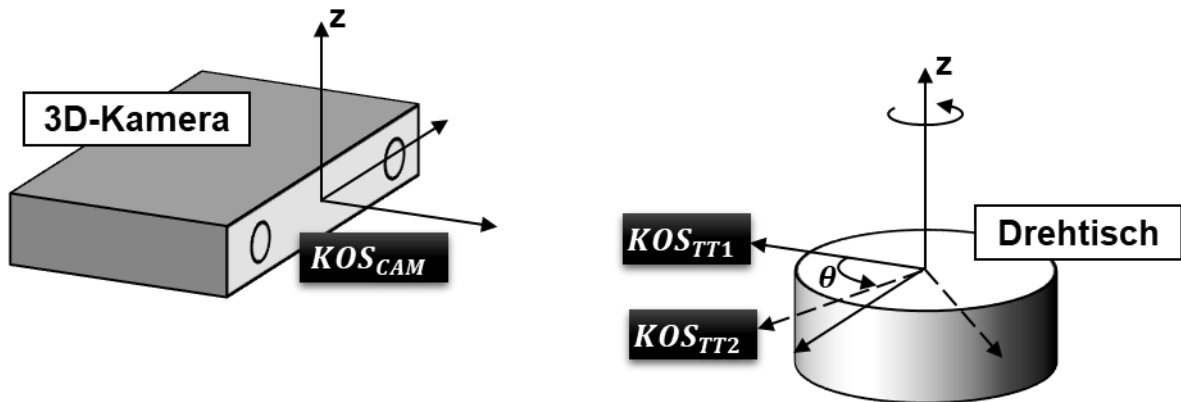 z
3D-Kamera
KOS_CAM
z
KOS_TT1
Drehtisch
θ
KOS_TT2